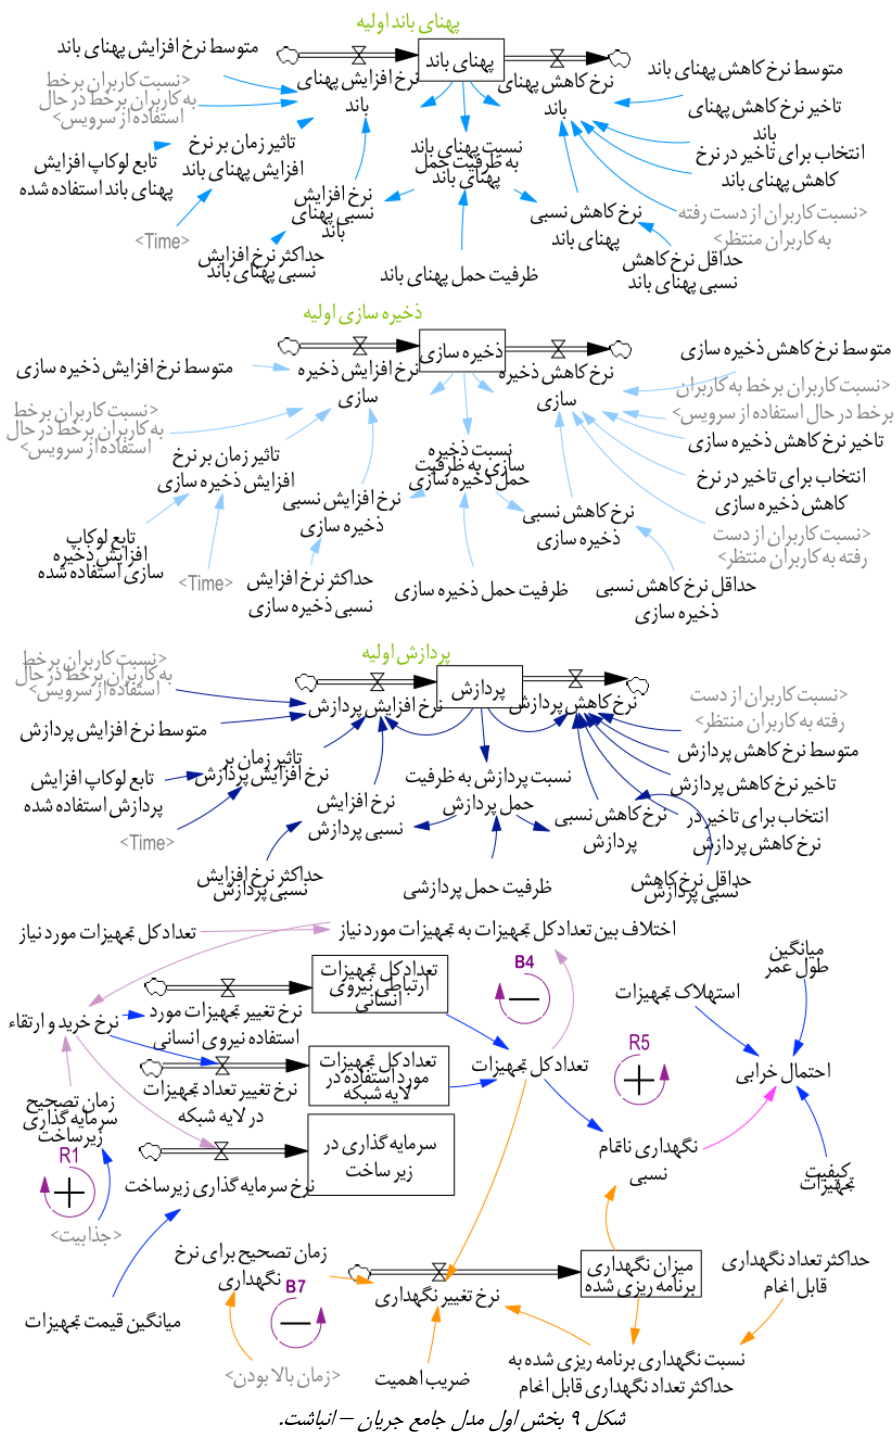 پهنای باند اولیه
متوسط نرخ افزایش پهنای باند
نرخ افزایش پهنای
باند
پهنای باند
نرخ کاهش پهنای
باند
متوسط نرخ کاهش پهنای باند
<نسبت کاربران برخط
به کاربران برخط در حال
استفاده از سرویس>
تاخیر نرخ کاهش پهنای
باند
تاثیر زمان بر نرخ
افزایش پهنای باند
نسبت پهنای باند
به ظرفیت حمل
پهنای باند
انتخاب برای تاخیر در نرخ
کاهش پهنای باند
تابع لوکاپ افزایش
پهنای باند استفاده شده
نرخ افزایش
نسبی پهنای
باند
نرخ کاهش نسبی
پهنای باند
<نسبت کاربران از دست رفته
به کاربران منتظر>
<Time>
حداکثر نرخ افزایش
نسبی پهنای باند
ظرفیت حمل پهنای باند
حداقل نرخ کاهش
نسبی پهنای باند
ذخیره سازی اولیه
متوسط نرخ افزایش ذخیره سازی
نرخ افزایش ذخیره
سازی
ذخیره سازی
نرخ کاهش ذخیره
سازی
متوسط نرخ کاهش ذخیره سازی
<نسبت کاربران برخط
به کاربران برخط در حال
استفاده از سرویس>
<نسبت کاربران برخط به کاربران
برخط در حال استفاده از سرویس>
تاخیر نرخ کاهش ذخیره سازی
تاثیر زمان بر نرخ
افزایش ذخیره سازی
نسبت ذخیره
سازی به ظرفیت
حمل ذخیره سازی
انتخاب برای تاخیر در نرخ
کاهش ذخیره سازی
نرخ افزایش نسبی
ذخیره سازی
نرخ کاهش نسبی
ذخیره سازی
<نسبت کاربران از دست
رفته به کاربران منتظر>
تابع لوکاپ
افزایش ذخیره
سازی استفاده شده
<Time>
حداکثر نرخ افزایش
نسبی ذخیره سازی
ظرفیت حمل ذخیره سازی
حداقل نرخ کاهش نسبی
ذخیره سازی
پردازش اولیه
<نسبت کاربران برخط
به کاربران برخط در حال
استفاده از سرویس>
نرخ افزایش پردازش
پردازش
نرخ کاهش پردازش
<نسبت کاربران از دست
رفته به کاربران منتظر>
متوسط نرخ افزایش پردازش
متوسط نرخ کاهش پردازش
تاثیر زمان بر
نرخ افزایش پردازش
تابع لوکاپ افزایش
پردازش استفاده شده
نسبت پردازش به ظرفیت
حمل پردازش
تاخیر نرخ کاهش پردازش
نرخ افزایش
نسبی پردازش
نرخ کاهش نسبی
پردازش
انتخاب برای تاخیر در
نرخ کاهش پردازش
<Time>
حداکثر نرخ افزایش
نسبی پردازش
ظرفیت حمل پردازشی
حداقل نرخ کاهش
نسبی پردازش
تعداد کل تجهیزات مورد نیاز
اختلاف بین تعداد کل تجهیزات به تجهیزات مورد نیاز
تعداد کل تجهیزات
ارتباطی نیروی
انسانی
B4
میانگین
طول عمر
استهلاک تجهیزات
نرخ خرید و ارتقاء
نرخ تغییر تجهیزات مورد
استفاده نیروی انسانی
تعداد کل تجهیزات
مورد استفاده در
لایه شبکه
تعداد کل تجهیزات
R5
احتمال خرابی
نرخ تغییر تعداد تجهیزات
در لایه شبکه
زمان تصحیح
سرمایه گذاری
زیرساخت
سرمایه گذاری در
زیر ساخت
نگهداری ناتمام
نسبی
کیفیت
تجهیزات
R1
نرخ سرمایه گذاری زیرساخت
<جذابیت>
زمان تصحیح برای نرخ
نگهداری
میزان نگهداری
برنامه ریزی شده
حداکثر تعداد نگهداری
قابل انجام
B7
نرخ تغییر نگهداری
میانگین قیمت تجهیزات
نسبت نگهداری برنامه ریزی شده به
حداکثر تعداد نگهداری قابل انجام
<زمان بالا بودن>
ضریب اهمیت
شکل ۹ بخش اول مدل جامع جریان – انباشت.